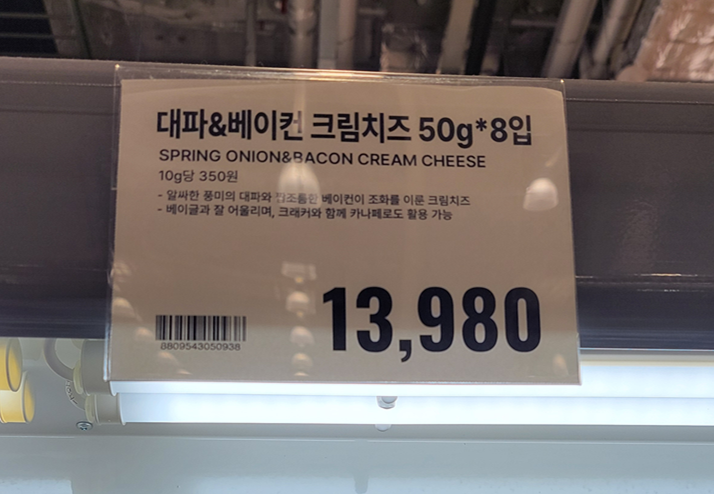 대파&베이컨 크림치즈 50g*8입
SPRING ONION&BACON CREAM CHEESE
10g당 350원
- 알싸한 풍미의 대파와 짭조름한 베이컨이 조화를 이룬 크림치즈
- 베이글과 잘 어울리며, 크래커와 함께 카나페로도 활용 가능
13,980
8809543050938